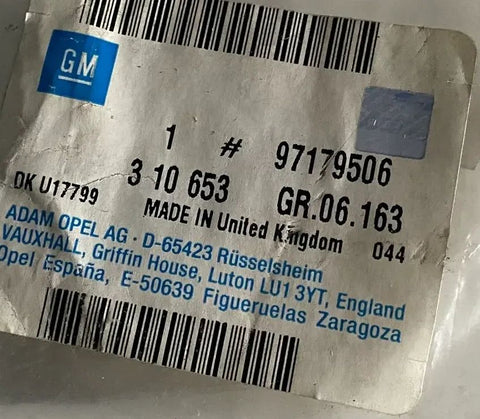 GM
1 # 97179506
3 10 653 GR.06.163
DK U17799 MADE IN United Kingdom 044
ADAM OPEL AG · D-65423 Rüsselsheim
VAUXHALL, Griffin House, Luton LU1 3YT, England
Opel España, E-50639 Figueruelas Zaragoza